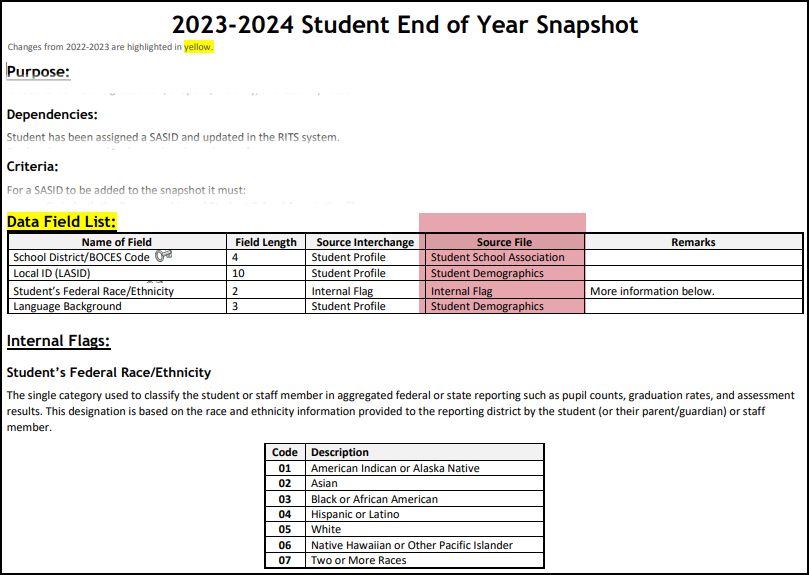 2023-2024 Student End of Year Snapshot
Changes from 2022-2023 are highlighted in yellow.
Purpose:
Dependencies:
Student has been assigned a SASID and updated in the RITS system.
Criteria:
For a SASID to be added to the snapshot it must:
Data Field List:
Name of Field Field Length Source Interchange Source File Remarks
School District/BOCES Code 4 Student Profile Student School Association
Local ID (LASID) 10 Student Profile Student Demographics
Student's Federal Race/Ethnicity 2 Internal Flag Internal Flag More information below.
Language Background 3 Student Profile Student Demographics
Internal Flags:
Student's Federal Race/Ethnicity
The single category used to classify the student or staff member in aggregated federal or state reporting such as pupil counts, graduation rates, and assessment
results. This designation is based on the race and ethnicity information provided to the reporting district by the student (or their parent/guardian) or staff
member.
Code Description
01 American Indican or Alaska Native
02 Asian
03 Black or African American
04 Hispanic or Latino
05 White
06 Native Hawaiian or Other Pacific Islander
07 Two or More Races